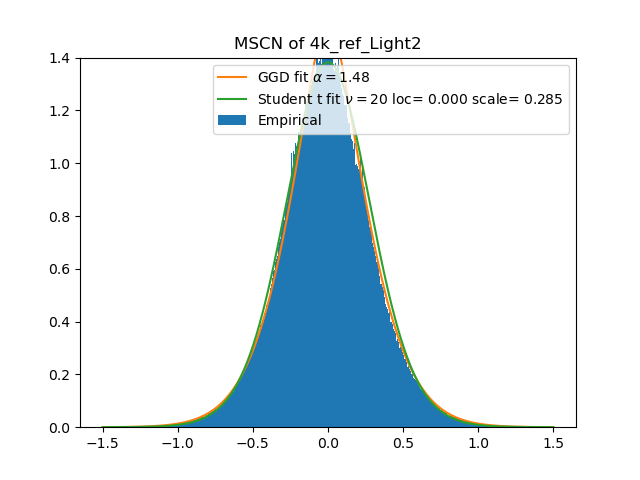 MSCN of 4k_ref_Light2
GGD fit α = 1.48
Student t fit ν = 20 loc= 0.000 scale= 0.285
Empirical
1.4
1.2
1.0
0.8
0.6
0.4
0.2
0.0
−1.5 −1.0 −0.5 0.0 0.5 1.0 1.5